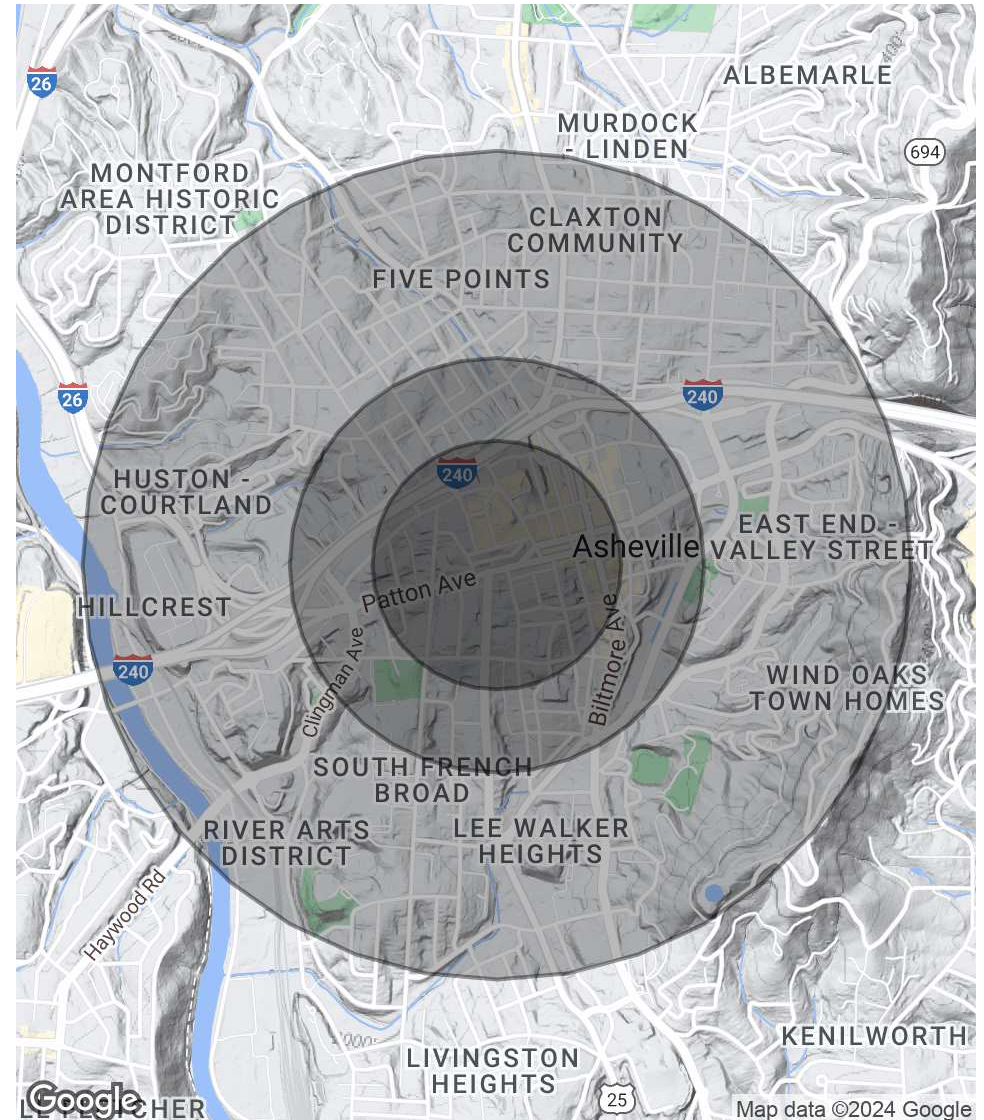 26
ALBEMARLE
MURDOCK
- LINDEN
694
MONTFORD
AREA HISTORIC
DISTRICT
CLAXTON
COMMUNITY
FIVE POINTS
240
26
240
HUSTON -
COURTLAND
EAST END -
VALLEY STREET
Asheville
Patton Ave
HILLCREST
240
Clingman Ave
Biltmore Ave
WIND OAKS
TOWN HOMES
SOUTH FRENCH
BROAD
RIVER ARTS
DISTRICT
LEE WALKER
HEIGHTS
Haywood Rd
KENILWORTH
LIVINGSTON
HEIGHTS
25
Google
Map data ©2024 Google